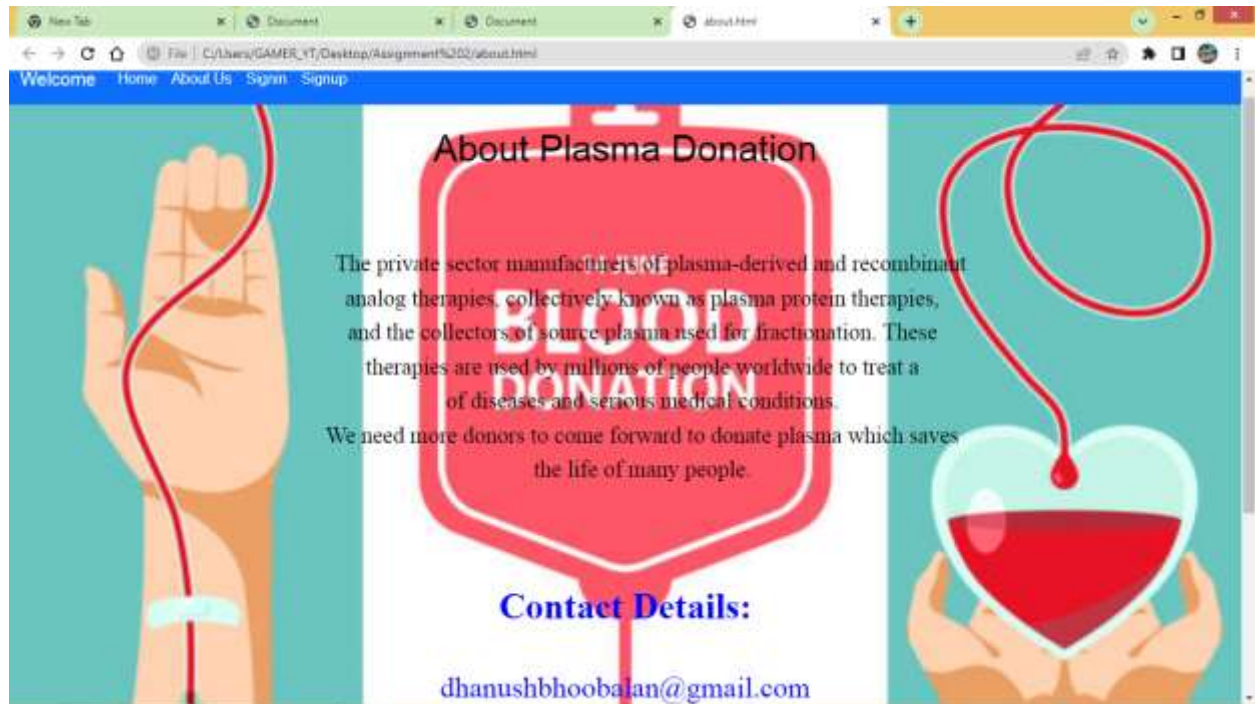 New Tab
Document
Document
about.html
File | C:/Users/GAMER_YT/Desktop/Assignment%202/about.html
Welcome Home About Us Signin Signup
About Plasma Donation
The private sector manufacturers of plasma-derived and recombinant
analog therapies, collectively known as plasma protein therapies,
and the collectors of source plasma used for fractionation. These
therapies are used by millions of people worldwide to treat a
of diseases and serious medical conditions.
We need more donors to come forward to donate plasma which saves
the life of many people.
JUNE
BLOOD
DONATION
Contact Details:
dhanushbhoobalan@gmail.com